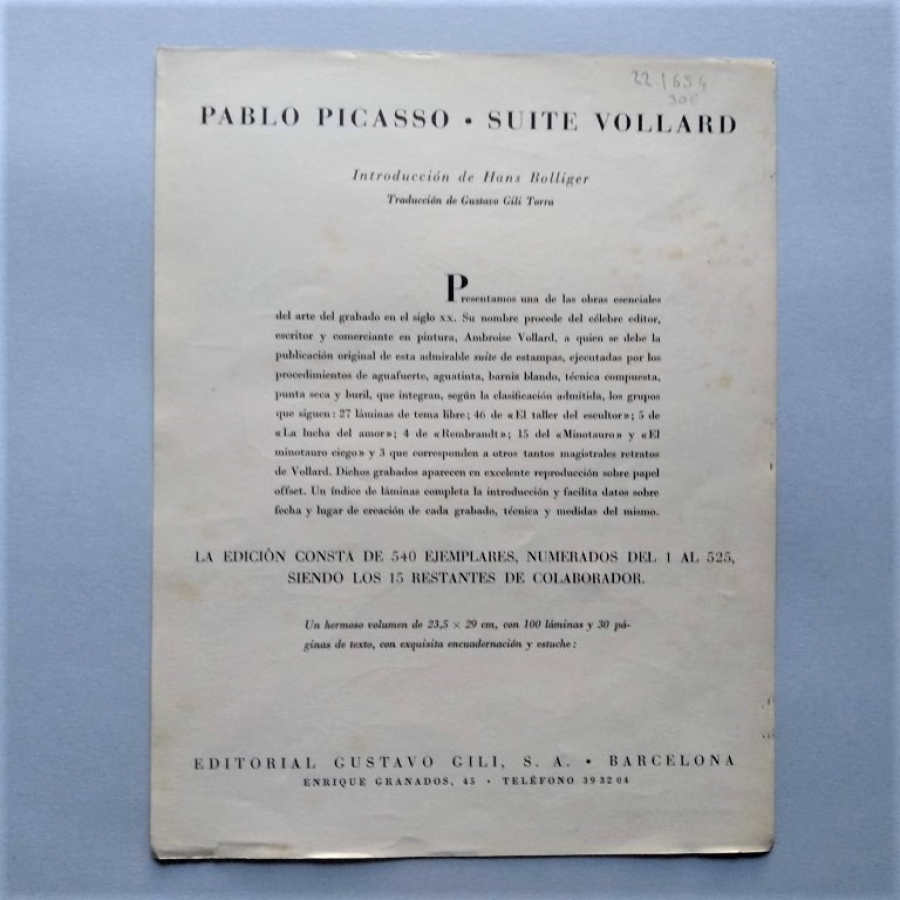 22.1634
30€
PABLO PICASSO • SUITE VOLLARD
Introducción de Hans Bolliger
Traducción de Gustavo Gili Torra
Presentamos una de las obras esenciales
del arte del grabado en el siglo XX. Su nombre procede del célebre editor,
escritor y comerciante en pintura, Ambroise Vollard, a quien se debe la
publicación original de esta admirable suite de estampas, ejecutadas por los
procedimientos de aguafuerte, aguatinta, barniz blando, técnica compuesta,
punta seca y buril, que integran, según la clasificación admitida, los grupos
que siguen: 27 láminas de tema libre; 46 de «El taller del escultor»; 5 de
«La lucha del amor»; 4 de «Rembrandt»; 15 del «Minotauro» y «El
minotauro ciego» y 3 que corresponden a otros tantos magistrales retratos
de Vollard. Dichos grabados aparecen en excelente reproducción sobre papel
offset. Un índice de láminas completa la introducción y facilita datos sobre
fecha y lugar de creación de cada grabado, técnica y medidas del mismo.
LA EDICIÓN CONSTA DE 540 EJEMPLARES, NUMERADOS DEL 1 AL 525,
SIENDO LOS 15 RESTANTES DE COLABORADOR.
Un hermoso volumen de 23,5 × 29 cm, con 100 láminas y 30 pá-
ginas de texto, con exquisita encuadernación y estuche:
EDITORIAL GUSTAVO GILI, S. A. • BARCELONA
ENRIQUE GRANADOS, 45 • TELÉFONO 39 32 04